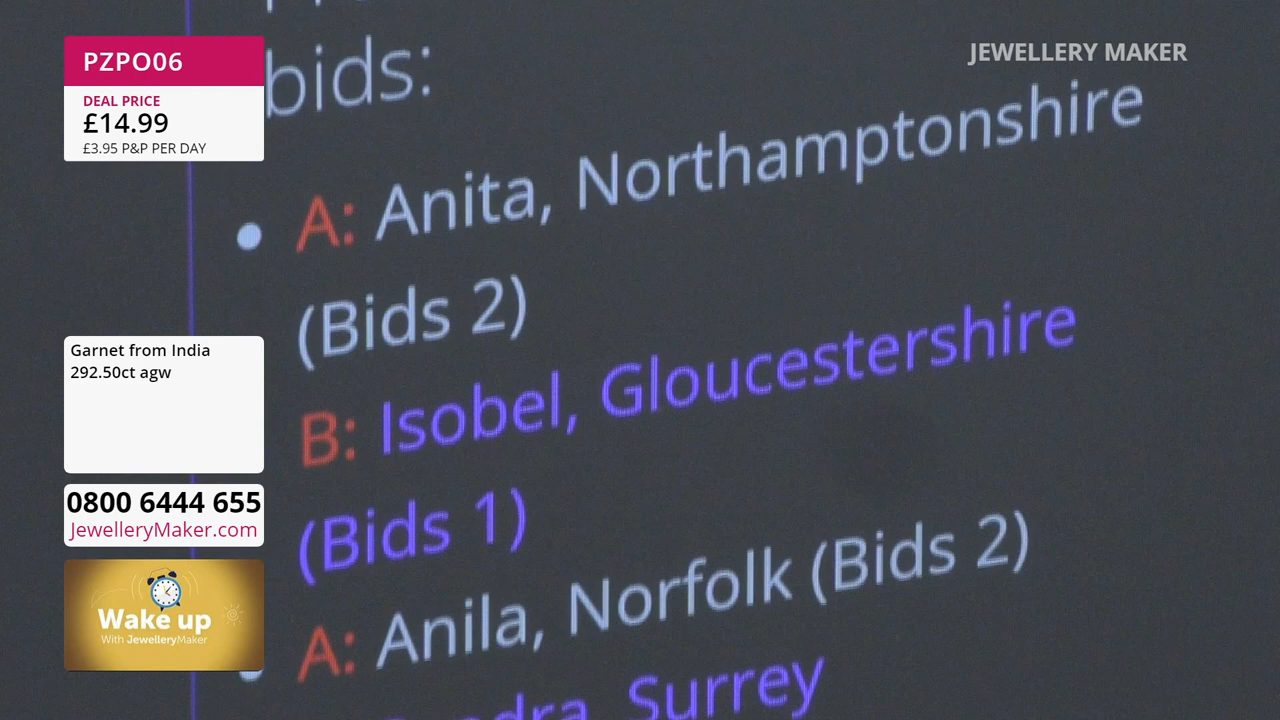 PZPO06
DEAL PRICE
£14.99
£3.95 P&P PER DAY
JEWELLERY MAKER
bids:
A: Anita, Northamptonshire
(Bids 2)
B: Isobel, Gloucestershire
(Bids 1)
A: Anila, Norfolk (Bids 2)
Surrey
Garnet from India
292.50ct agw
0800 6444 655
JewelleryMaker.com
Wake up
With JewelleryMaker